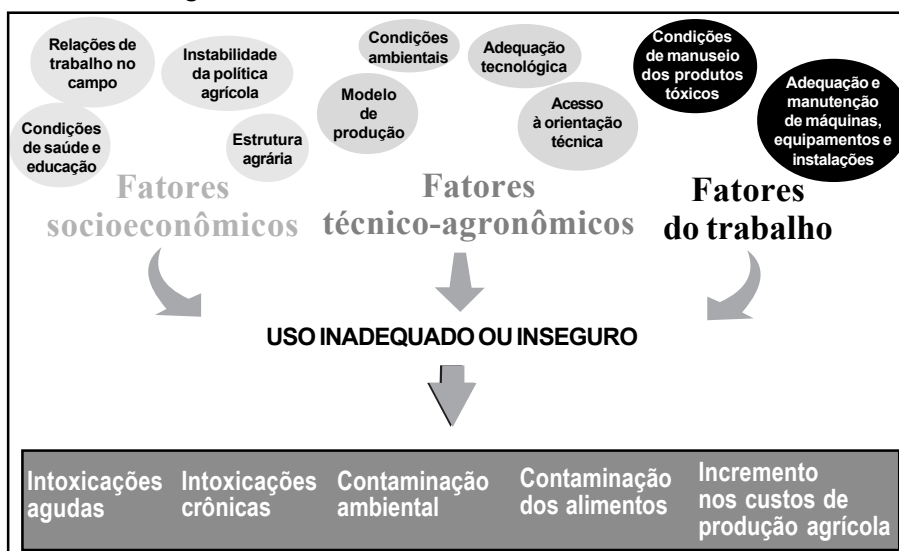 Relações de
trabalho no
campo
Instabilidade
da política
agrícola
Condições
de saúde e
educação
Estrutura
agrária
Fatores
socioeconômicos
Condições
ambientais
Adequação
tecnológica
Modelo
de
produção
Acesso
à orientação
técnica
Fatores
técnico-agronômicos
Condições
de manuseio
dos produtos
tóxicos
Adequação e
manutenção
de máquinas,
equipamentos e
instalações
Fatores
do trabalho
USO INADEQUADO OU INSEGURO
Intoxicações
agudas
Intoxicações
crônicas
Contaminação
ambiental
Contaminação
dos alimentos
Incremento
nos custos de
produção agrícola